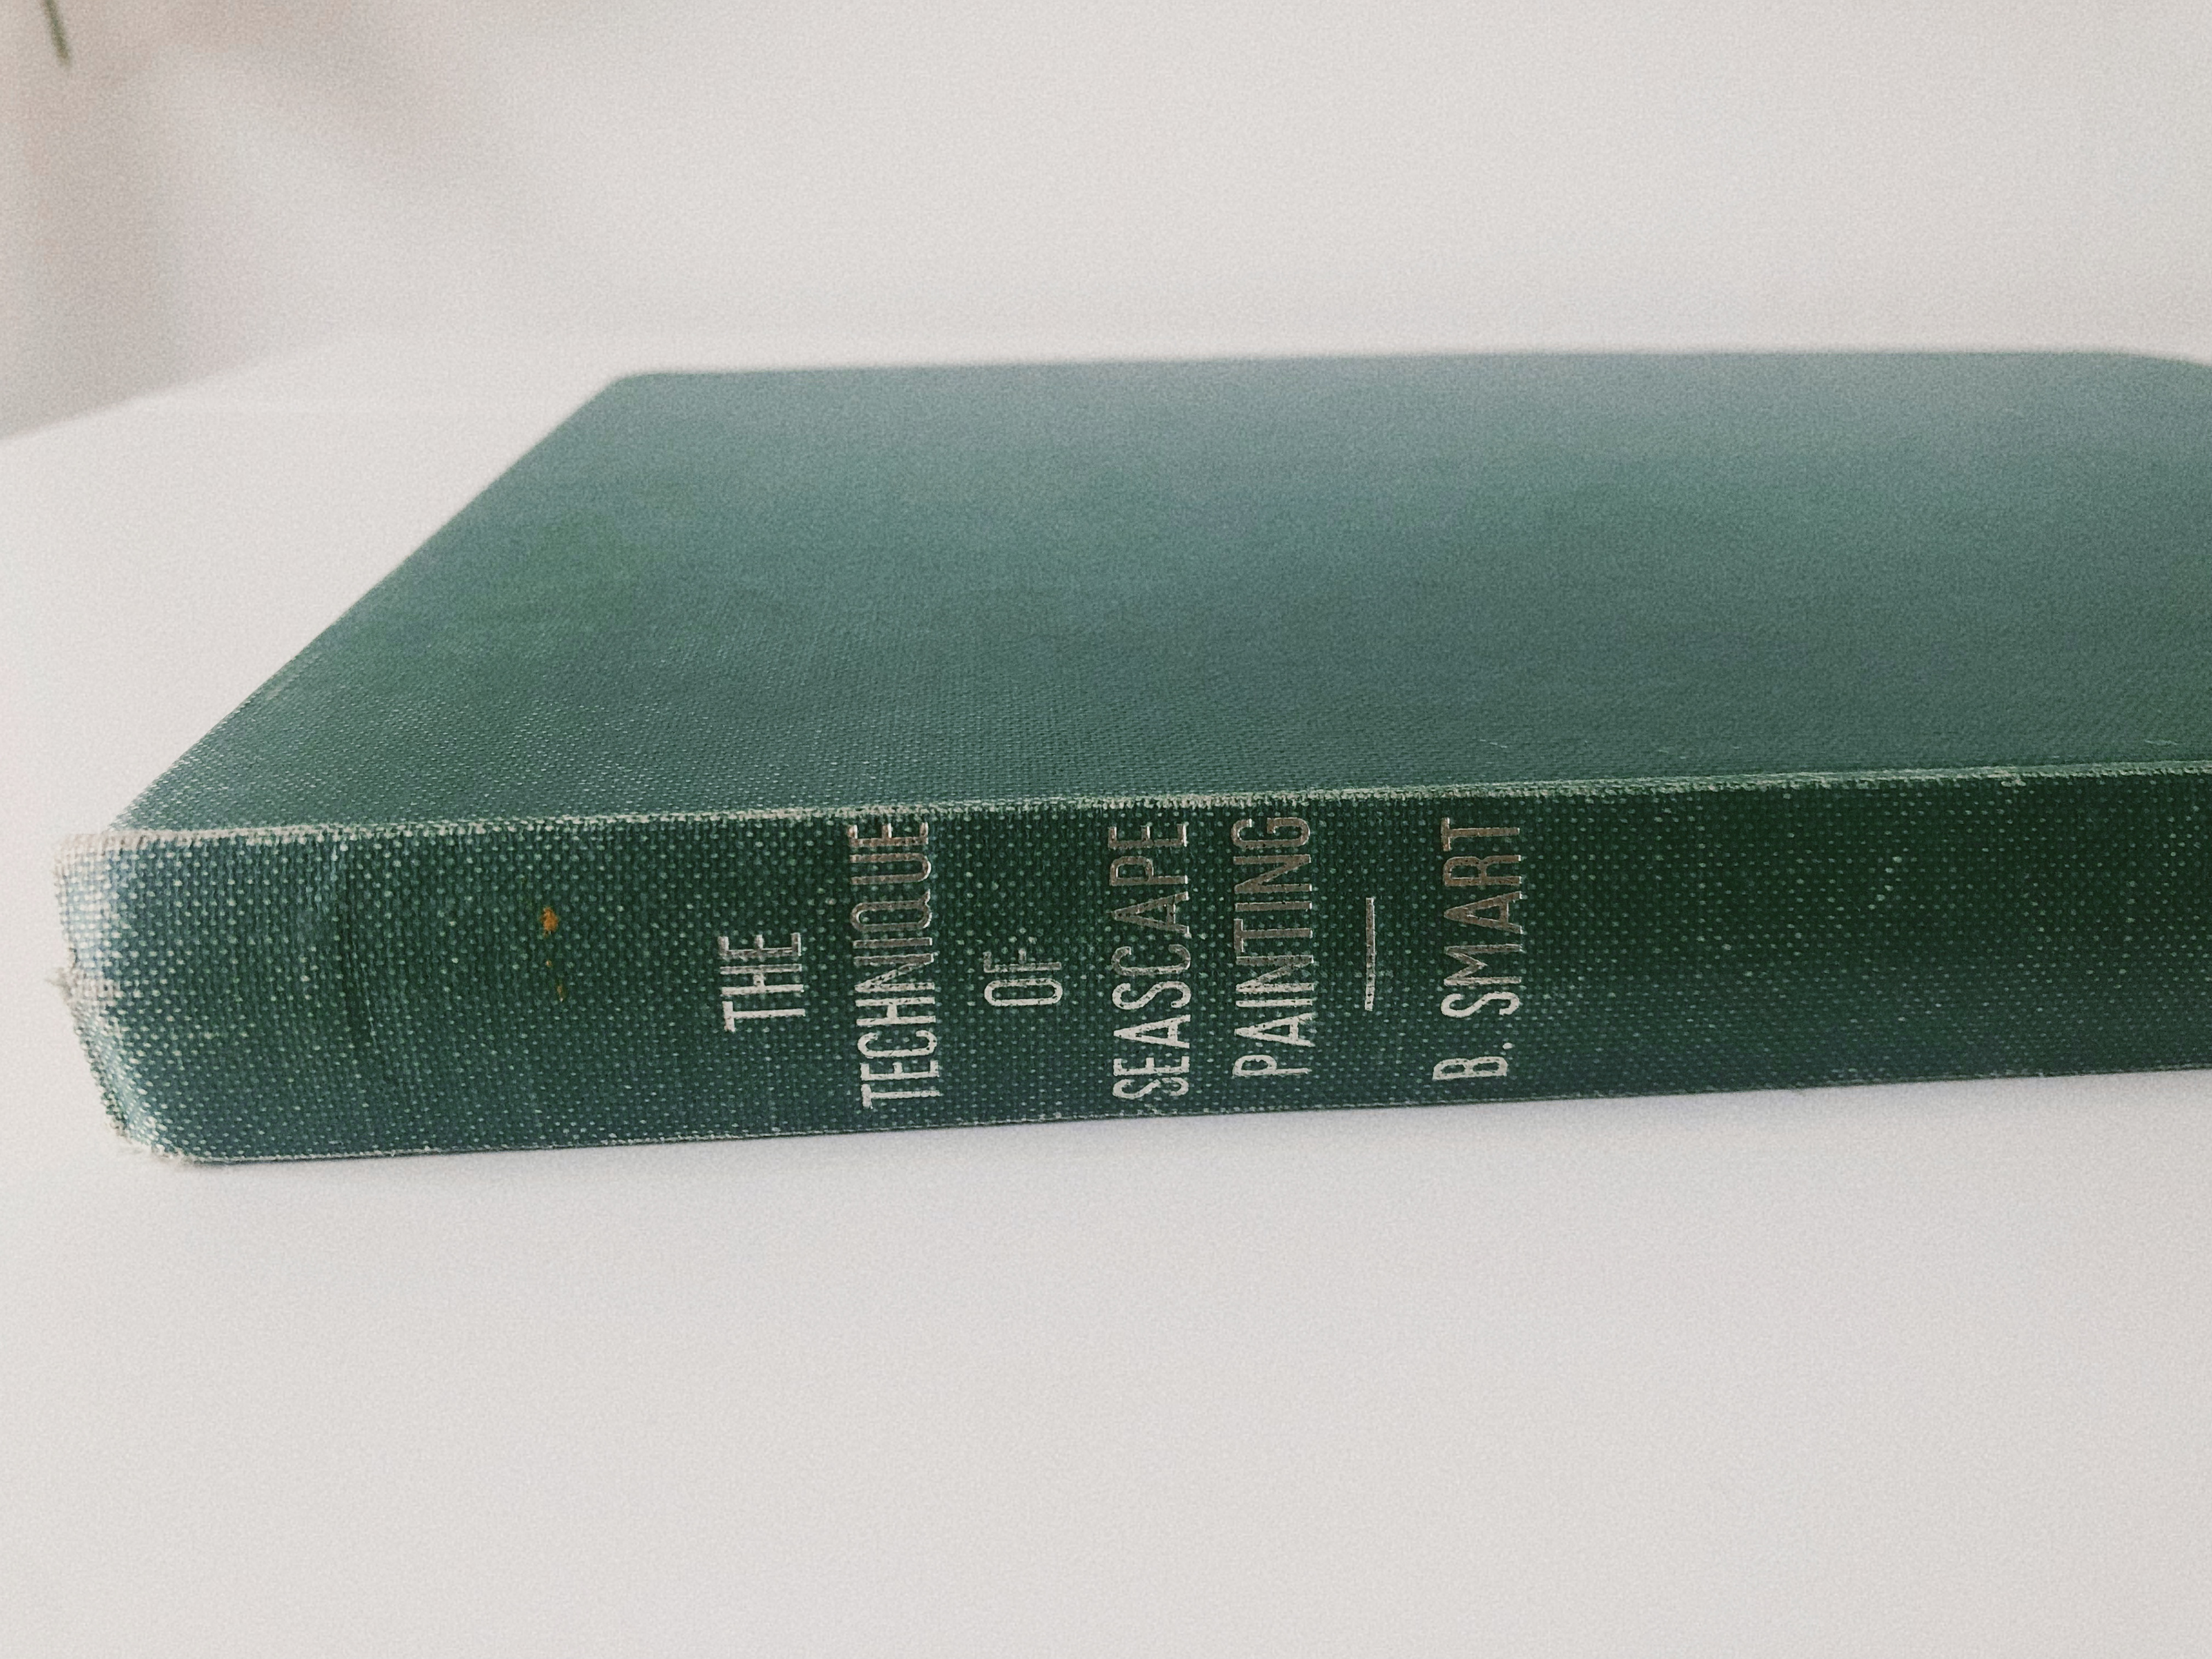 THE
TECHNIQUE
OF
SEASCAPE
PAINTING
B. SMART